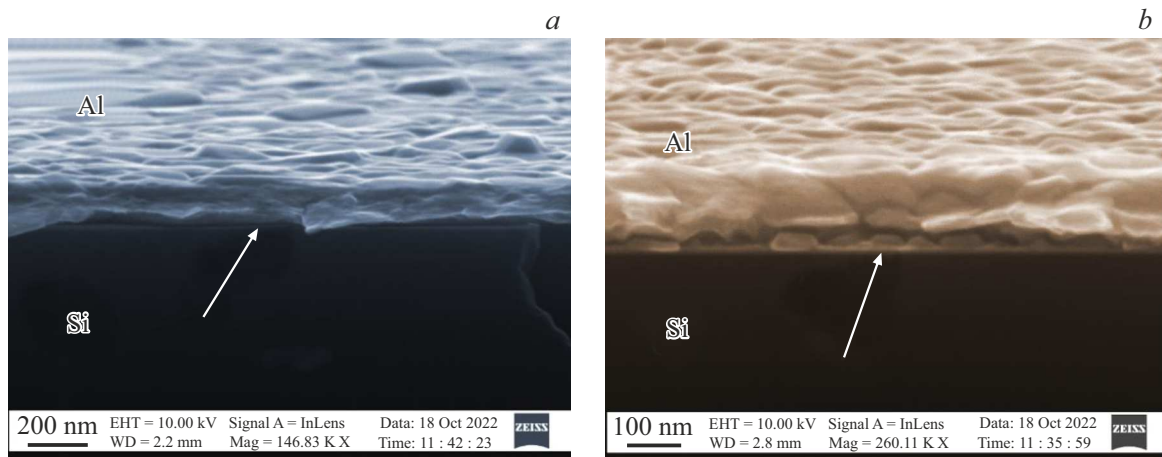 a
Al
Si
200 nm
EHT = 10.00 kV Signal A = InLens Data: 18 Oct 2022
WD = 2.2 mm Mag = 146.83 K X Time: 11 : 42 : 23
ZEISS
b
Al
Si
100 nm
EHT = 10.00 kV Signal A = InLens Data: 18 Oct 2022
WD = 2.8 mm Mag = 260.11 K X Time: 11 : 35 : 59
ZEISS